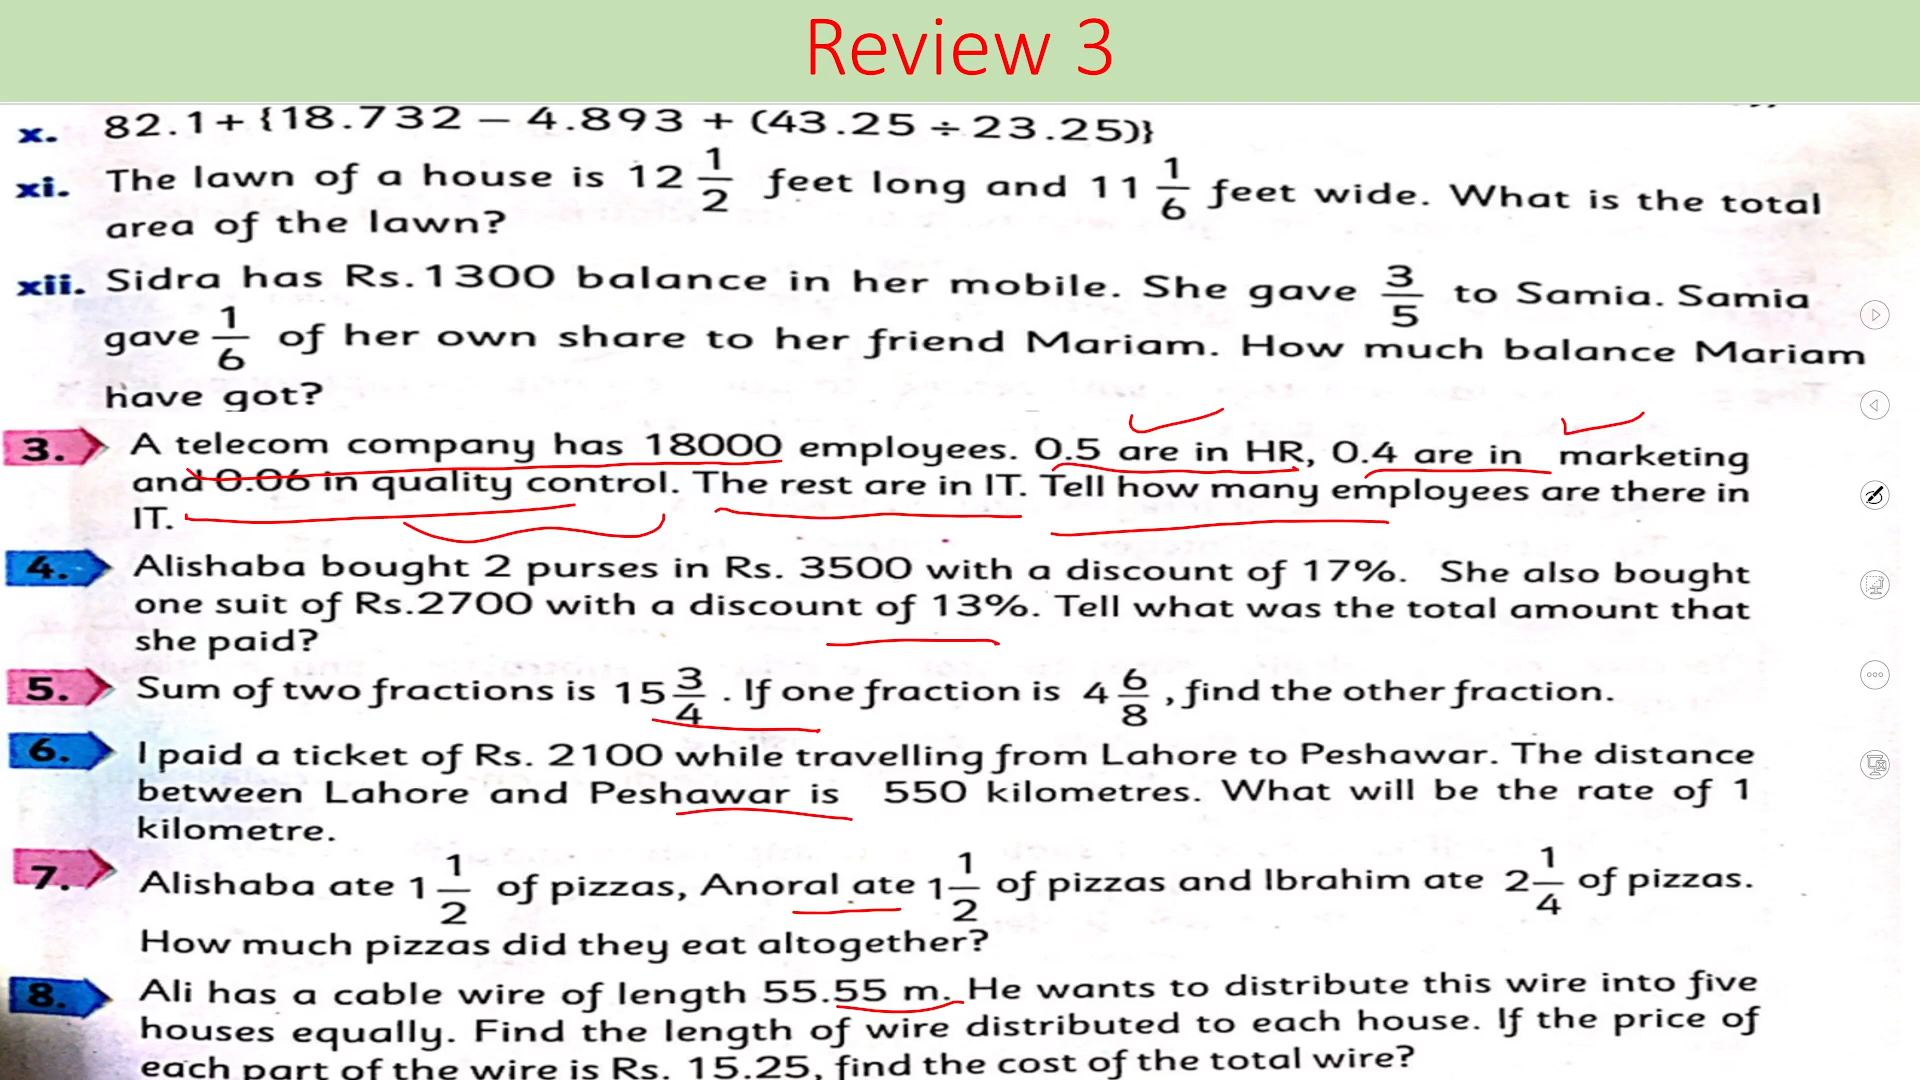 Review 3
x. 82.1+ {18.732 – 4.893 + (43.25 ÷ 23.25)}
xi. The lawn of a house is 12 1/2 feet long and 11 1/6 feet wide. What is the total
area of the lawn?
xii. Sidra has Rs.1300 balance in her mobile. She gave 3/5 to Samia. Samia
gave 1/6 of her own share to her friend Mariam. How much balance Mariam
have got?
3. A telecom company has 18000 employees. 0.5 are in HR, 0.4 are in marketing
and 0.06 in quality control. The rest are in IT. Tell how many employees are there in
IT.
4. Alishaba bought 2 purses in Rs. 3500 with a discount of 17%. She also bought
one suit of Rs.2700 with a discount of 13%. Tell what was the total amount that
she paid?
5. Sum of two fractions is 15 3/4 . If one fraction is 4 6/8 , find the other fraction.
6. I paid a ticket of Rs. 2100 while travelling from Lahore to Peshawar. The distance
between Lahore and Peshawar is 550 kilometres. What will be the rate of 1
kilometre.
7. Alishaba ate 1 1/2 of pizzas, Anoral ate 1 1/2 of pizzas and Ibrahim ate 2 1/4 of pizzas.
How much pizzas did they eat altogether?
8. Ali has a cable wire of length 55.55 m. He wants to distribute this wire into five
houses equally. Find the length of wire distributed to each house. If the price of
each part of the wire is Rs. 15.25, find the cost of the total wire?